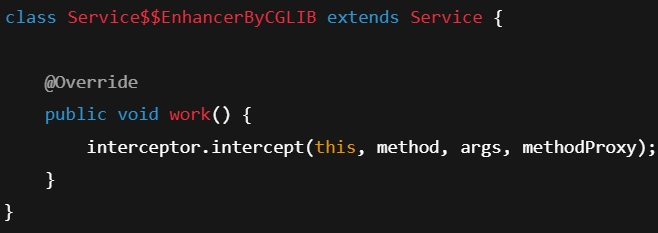 class Service$$EnhancerByCGLIB extends Service {
@Override
public void work() {
interceptor.intercept(this, method, args, methodProxy);
}
}